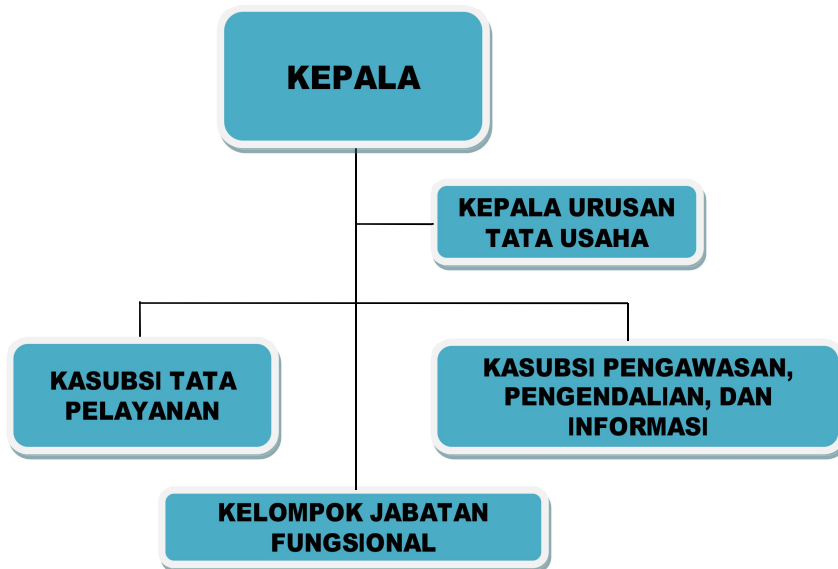 KEPALA
KEPALA URUSAN
TATA USAHA
KASUBSI TATA
PELAYANAN
KASUBSI PENGAWASAN,
PENGENDALIAN, DAN
INFORMASI
KELOMPOK JABATAN
FUNGSIONAL